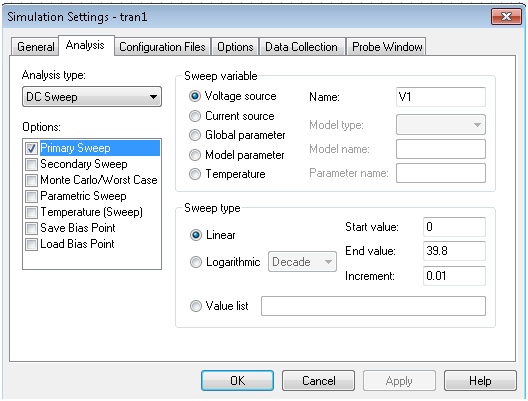 Simulation Settings - tran1
General Analysis Configuration Files Options Data Collection Probe Window
Analysis type:
DC Sweep
Options:
Primary Sweep
Secondary Sweep
Monte Carlo/Worst Case
Parametric Sweep
Temperature (Sweep)
Save Bias Point
Load Bias Point
Sweep variable
Voltage source
Current source
Global parameter
Model parameter
Temperature
Name: V1
Model type:
Model name:
Parameter name:
Sweep type
Linear
Logarithmic Decade
Value list
Start value: 0
End value: 39.8
Increment: 0.01
OK Cancel Apply Help